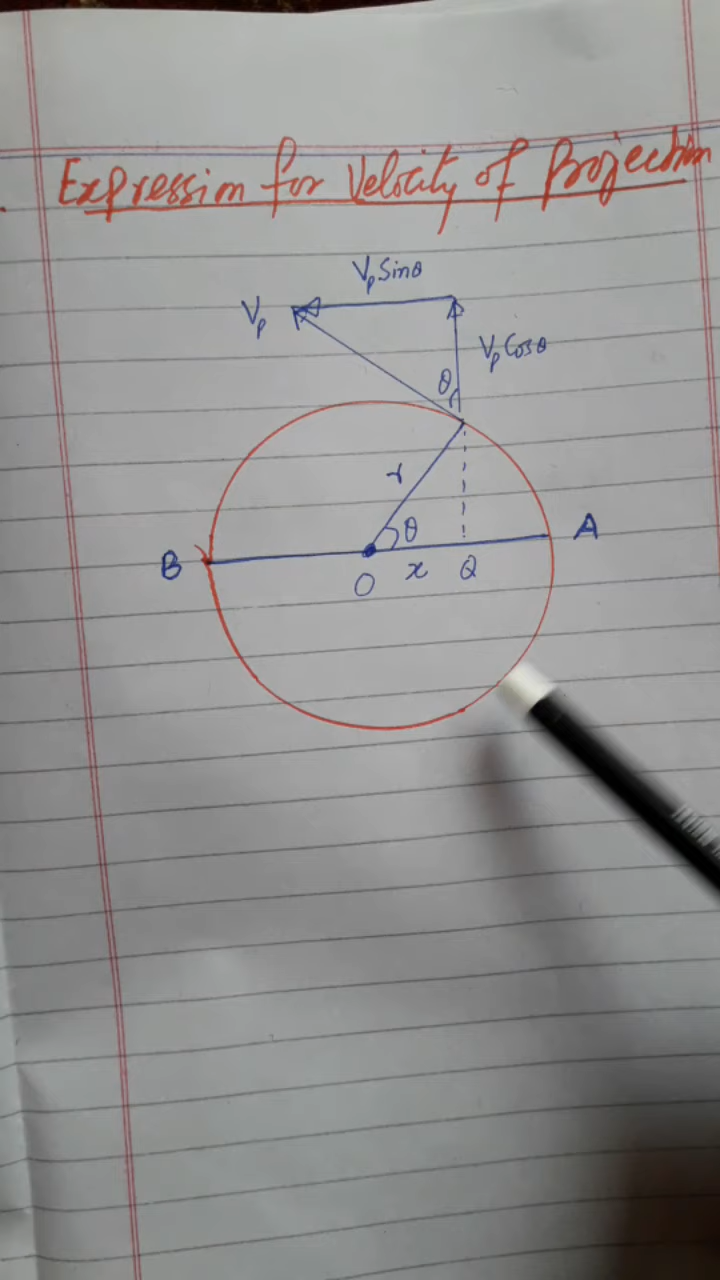 Expression for Velocity of Projection
VpSinθ
Vp
VpCosθ
θ
r
θ
A
B
O
x
Q